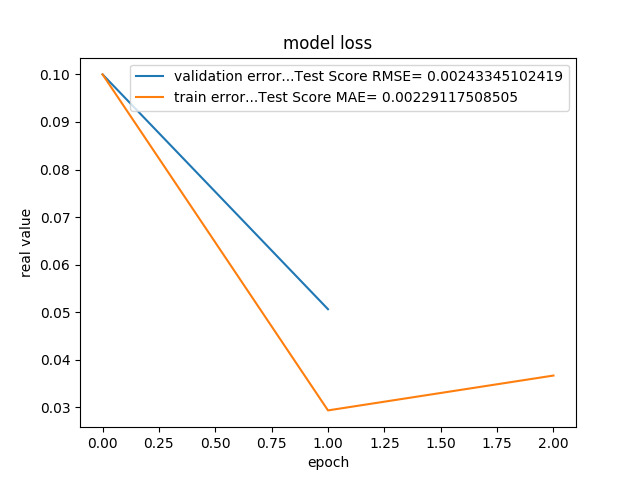 model loss
validation error...Test Score RMSE= 0.00243345102419
train error...Test Score MAE= 0.00229117508505
0.10
0.09
0.08
0.07
0.06
0.05
0.04
0.03
real value
0.00 0.25 0.50 0.75 1.00 1.25 1.50 1.75 2.00
epoch